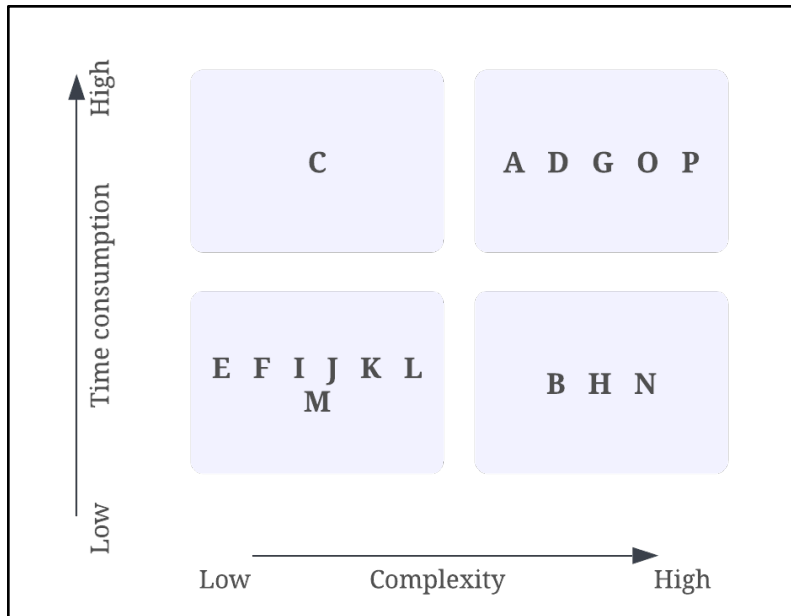 High
Time consumption
Low
C
A D G O P
E F I J K L
M
B H N
Low Complexity High